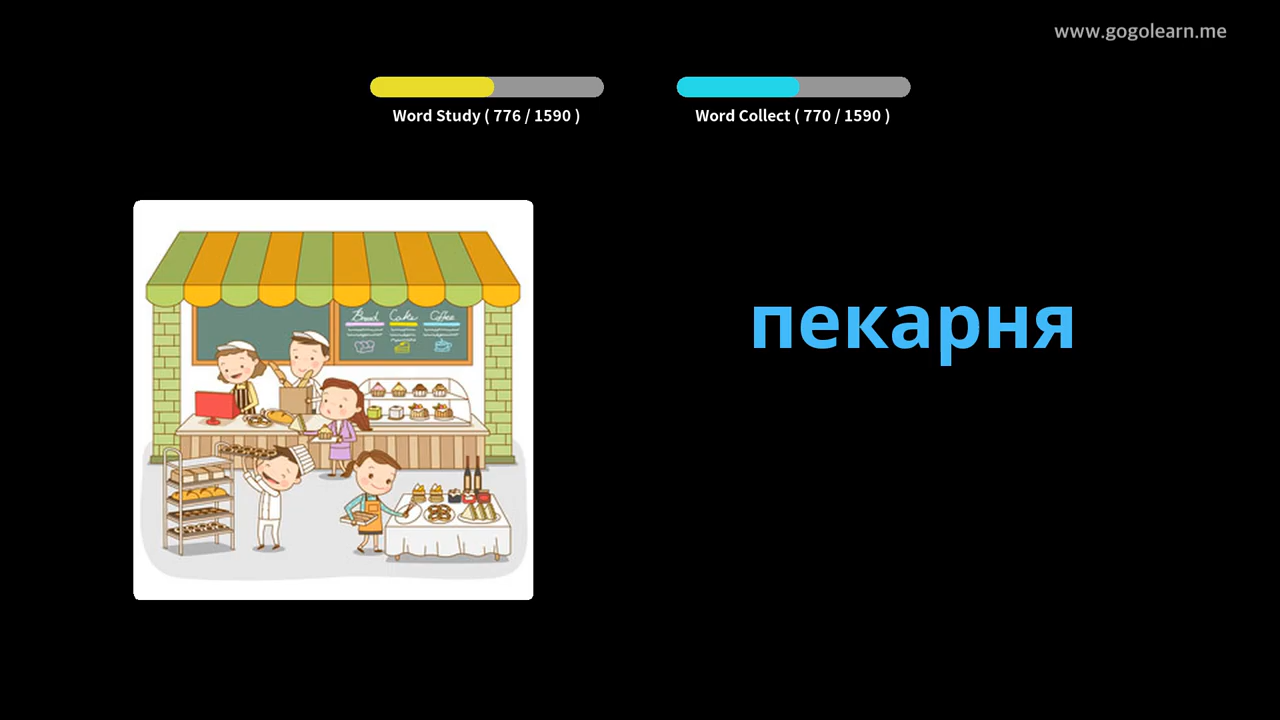 www.gogolearn.me
Word Study ( 776 / 1590 )
Word Collect ( 770 / 1590 )
Bread Cake Coffee
пекарня